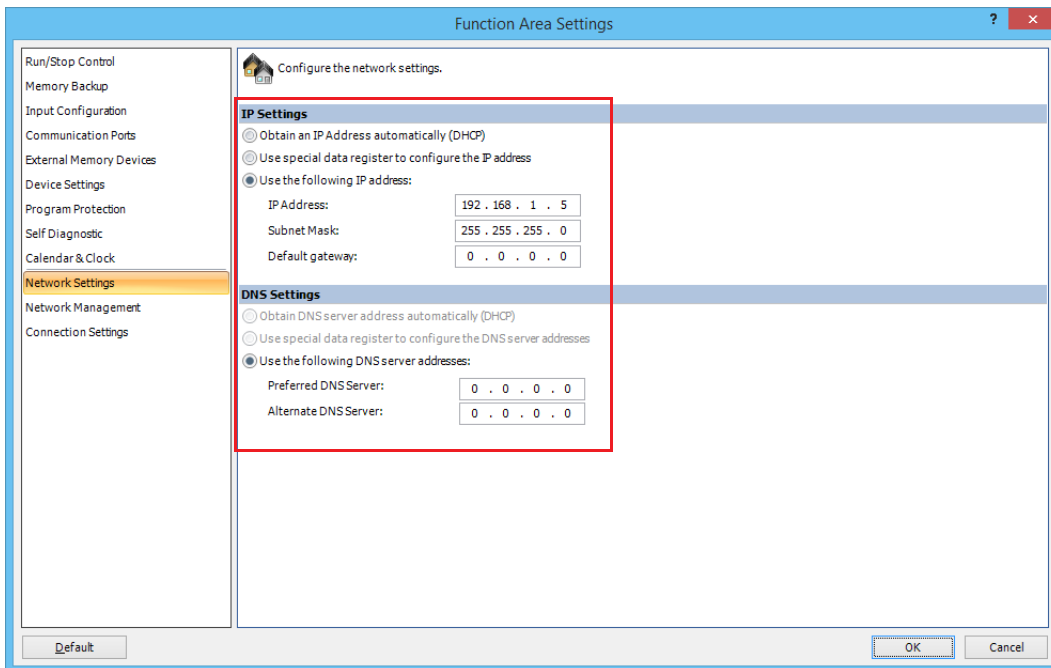 Function Area Settings
?
×
Run/Stop Control
Memory Backup
Input Configuration
Communication Ports
External Memory Devices
Device Settings
Program Protection
Self Diagnostic
Calendar & Clock
Network Settings
Network Management
Connection Settings
Configure the network settings.
IP Settings
Obtain an IP Address automatically (DHCP)
Use special data register to configure the IP address
Use the following IP address:
IP Address: 192 . 168 . 1 . 5
Subnet Mask: 255 . 255 . 255 . 0
Default gateway: 0 . 0 . 0 . 0
DNS Settings
Obtain DNS server address automatically (DHCP)
Use special data register to configure the DNS server addresses
Use the following DNS server addresses:
Preferred DNS Server: 0 . 0 . 0 . 0
Alternate DNS Server: 0 . 0 . 0 . 0
Default
OK
Cancel